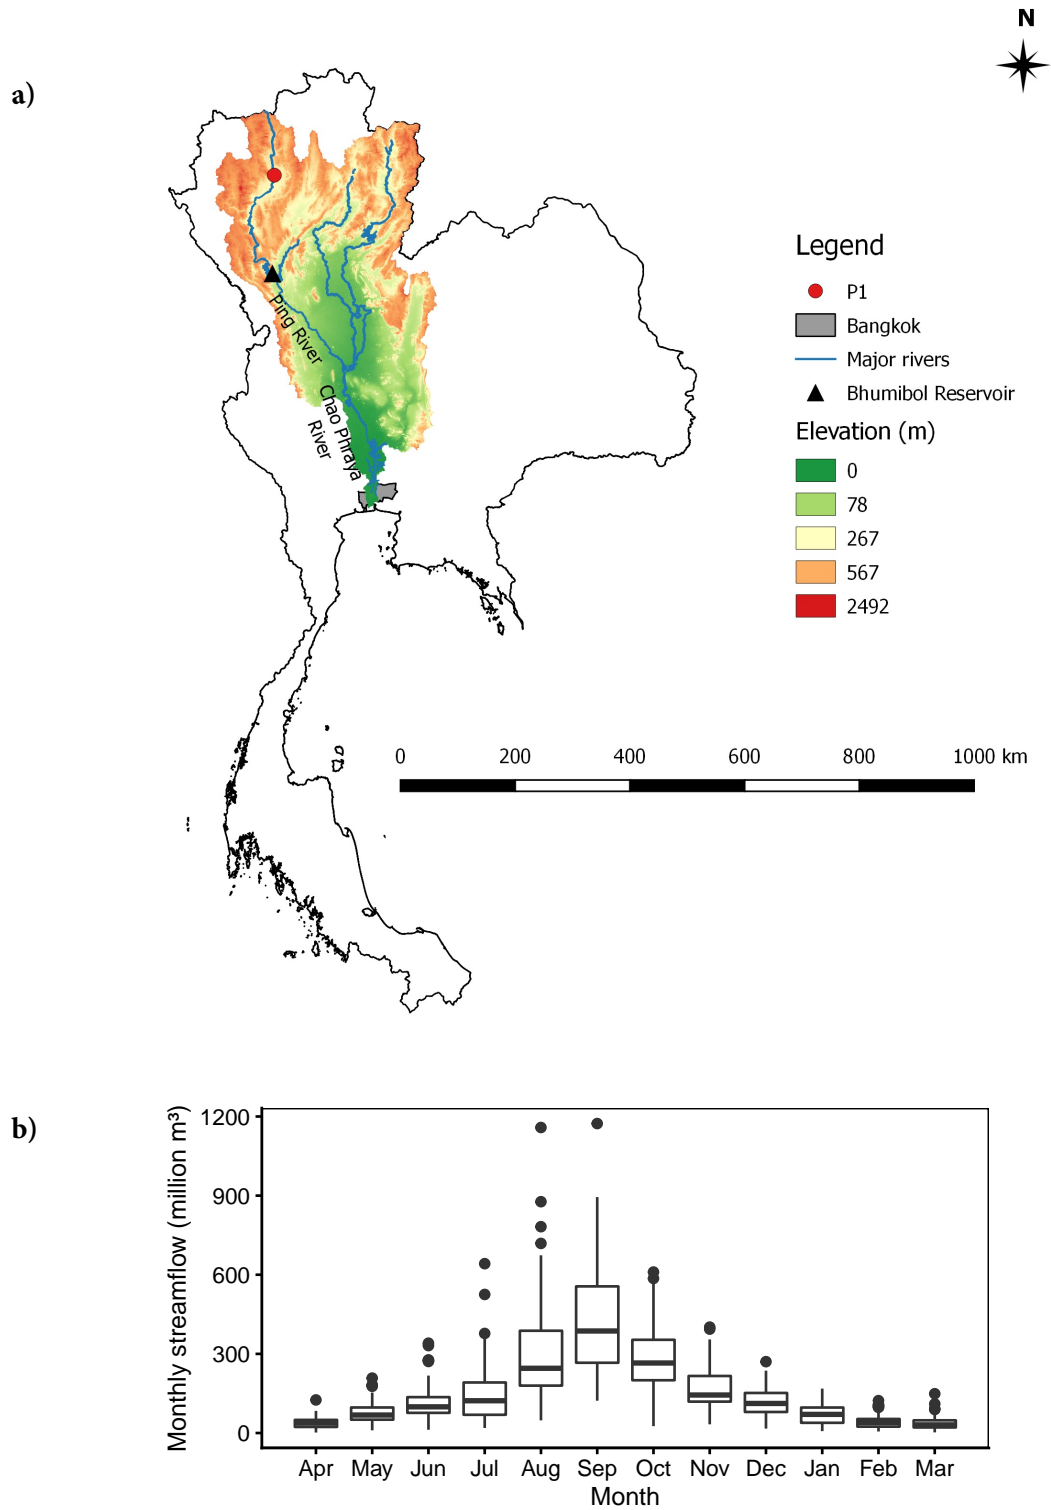 N
a)
Legend
P1
Bangkok
Major rivers
Bhumibol Reservoir
Elevation (m)
0
78
267
567
2492
Ping River
Chao Phraya
River
0 200 400 600 800 1000 km
b)
Monthly streamflow (million m³)
1200
900
600
300
0
Apr May Jun Jul Aug Sep Oct Nov Dec Jan Feb Mar
Month